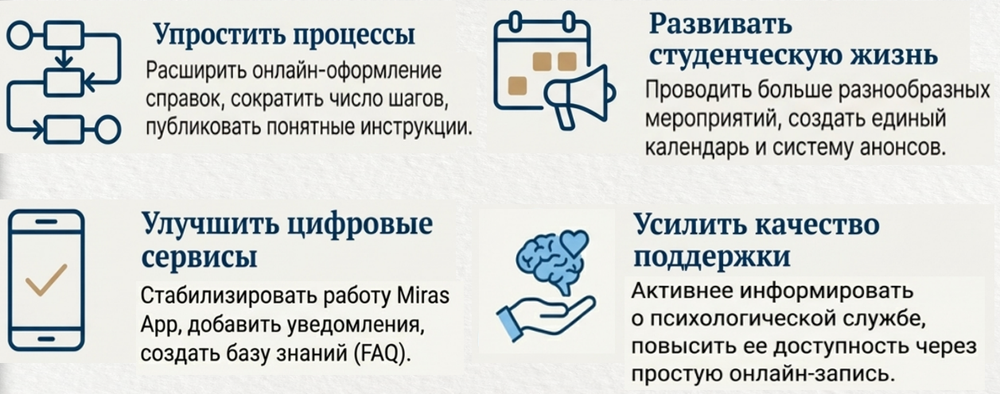 Упростить процессы
Расширить онлайн-оформление
справок, сократить число шагов,
публиковать понятные инструкции.
Развивать
студенческую жизнь
Проводить больше разнообразных
мероприятий, создать единый
календарь и систему анонсов.
Улучшить цифровые
сервисы
Стабилизировать работу Miras
App, добавить уведомления,
создать базу знаний (FAQ).
Усилить качество
поддержки
Активнее информировать
о психологической службе,
повысить ее доступность через
простую онлайн-запись.